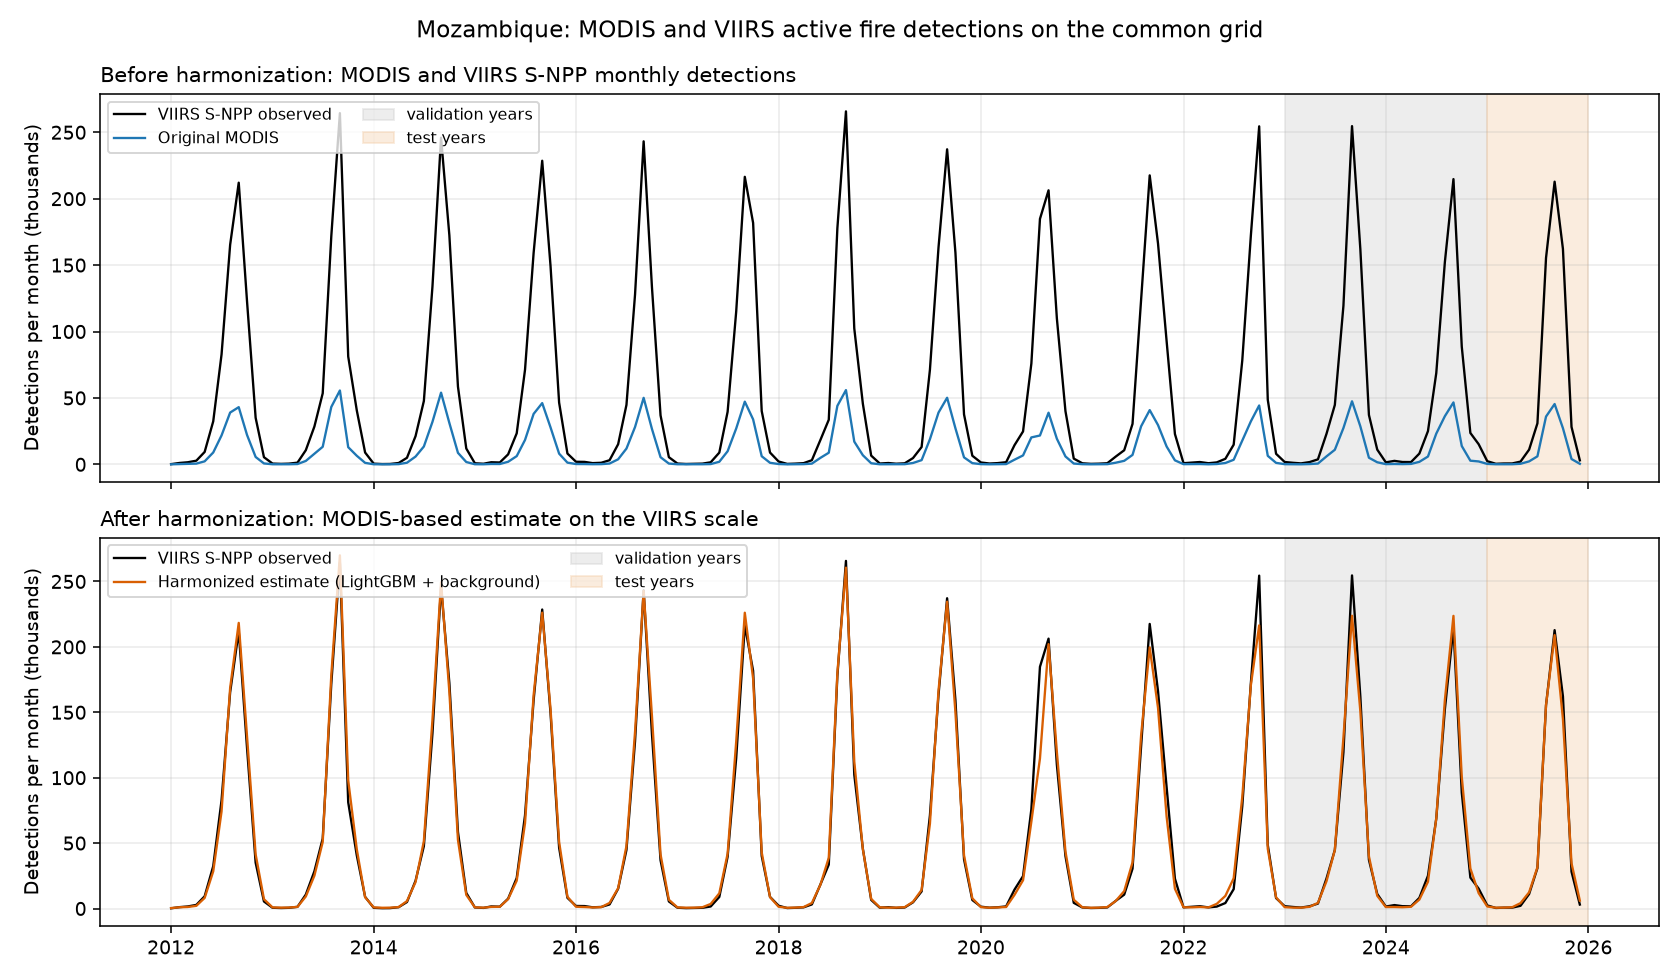 Mozambique: MODIS and VIIRS active fire detections on the common grid
Before harmonization: MODIS and VIIRS S-NPP monthly detections
Detections per month (thousands)
250
200
150
100
50
0
VIIRS S-NPP observed
Original MODIS
validation years
test years
After harmonization: MODIS-based estimate on the VIIRS scale
Detections per month (thousands)
250
200
150
100
50
0
VIIRS S-NPP observed
Harmonized estimate (LightGBM + background)
validation years
test years
2012 2014 2016 2018 2020 2022 2024 2026